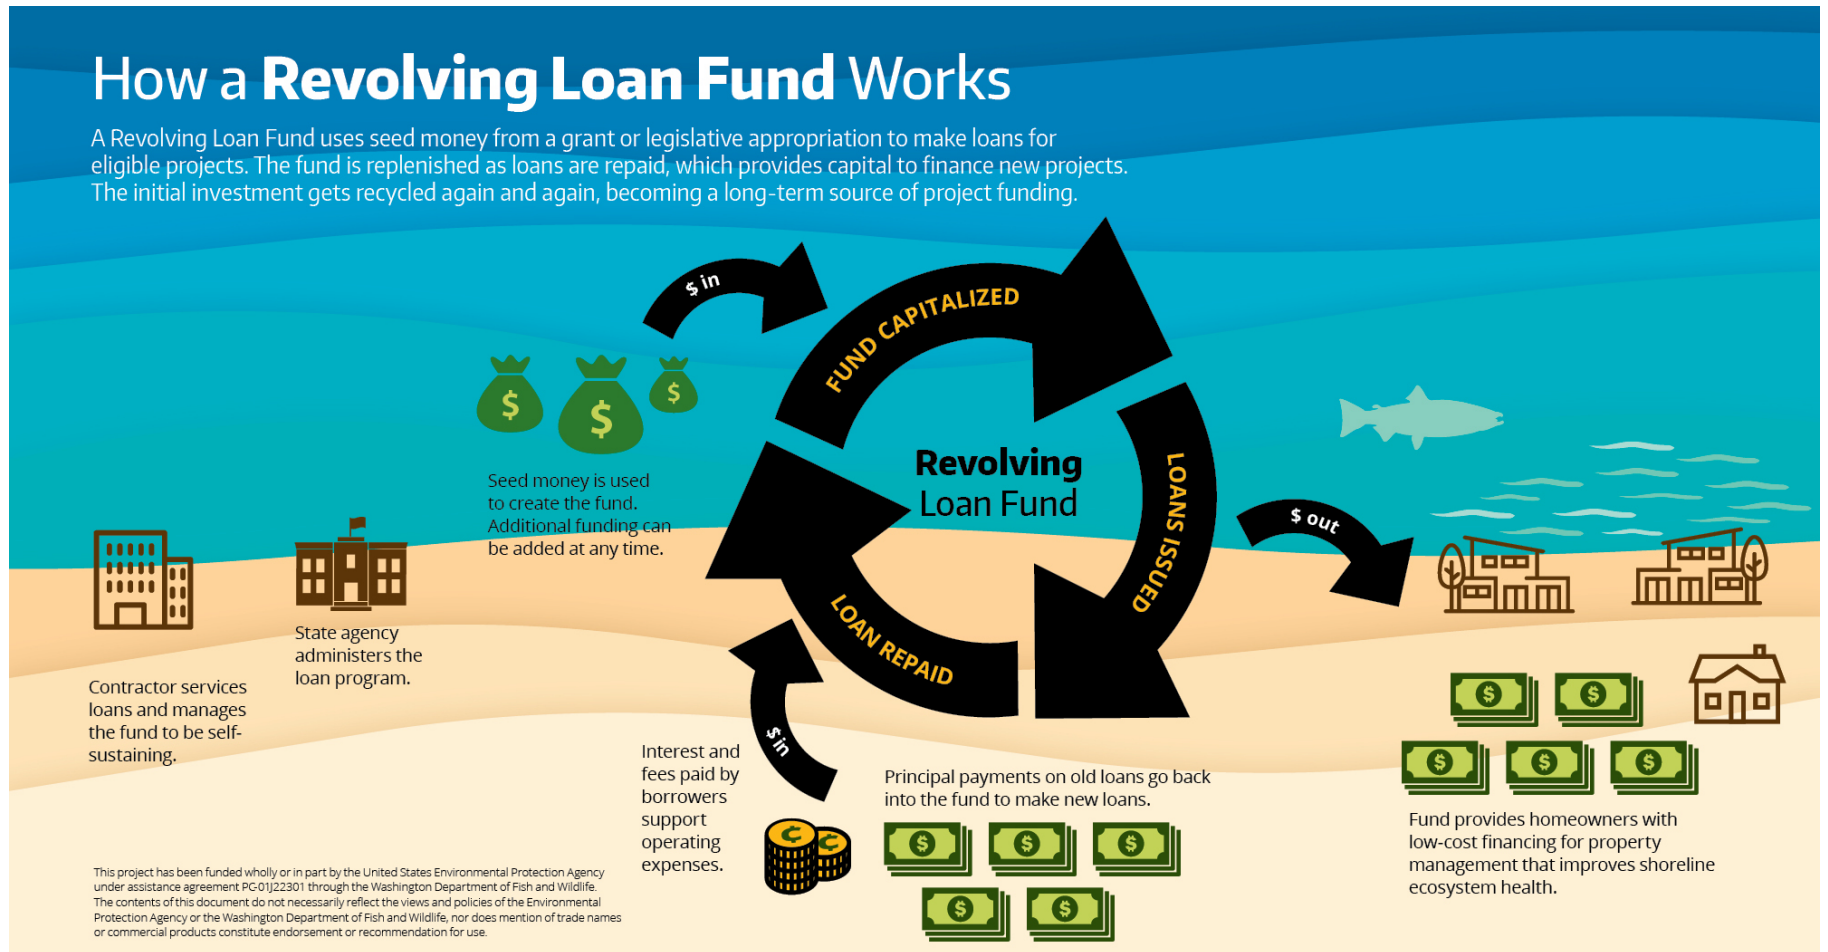 How a Revolving Loan Fund Works
A Revolving Loan Fund uses seed money from a grant or legislative appropriation to make loans for
eligible projects. The fund is replenished as loans are repaid, which provides capital to finance new projects.
The initial investment gets recycled again and again, becoming a long-term source of project funding.
$ in
FUND CAPITALIZED
$
$
$
Seed money is used
to create the fund.
Additional funding can
be added at any time.
Revolving
Loan Fund
LOANS ISSUED
$ out
LOAN REPAID
State agency
administers the
loan program.
Contractor services
loans and manages
the fund to be self-
sustaining.
$ in
Interest and
fees paid by
borrowers
support
operating
expenses.
¢
¢
Principal payments on old loans go back
into the fund to make new loans.
$ $ $
$ $
$ $
$ $ $
Fund provides homeowners with
low-cost financing for property
management that improves shoreline
ecosystem health.
This project has been funded wholly or in part by the United States Environmental Protection Agency
under assistance agreement PC-01J22301 through the Washington Department of Fish and Wildlife.
The contents of this document do not necessarily reflect the views and policies of the Environmental
Protection Agency or the Washington Department of Fish and Wildlife, nor does mention of trade names
or commercial products constitute endorsement or recommendation for use.